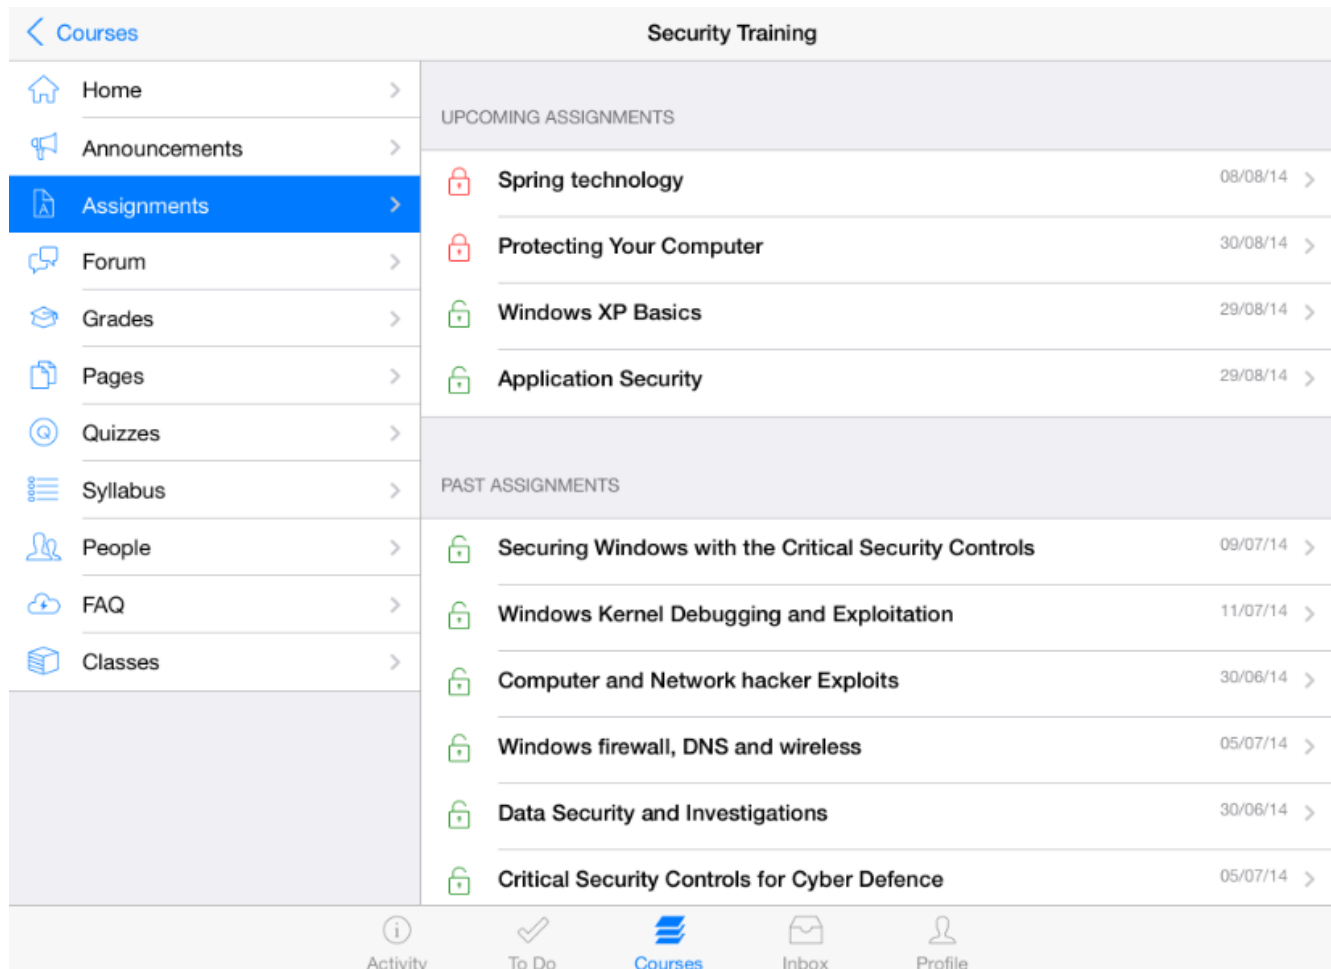 Courses
Security Training
Home
Announcements
Assignments
Forum
Grades
Pages
Quizzes
Syllabus
People
FAQ
Classes
UPCOMING ASSIGNMENTS
Spring technology 08/08/14
Protecting Your Computer 30/08/14
Windows XP Basics 29/08/14
Application Security 29/08/14
PAST ASSIGNMENTS
Securing Windows with the Critical Security Controls 09/07/14
Windows Kernel Debugging and Exploitation 11/07/14
Computer and Network hacker Exploits 30/06/14
Windows firewall, DNS and wireless 05/07/14
Data Security and Investigations 30/06/14
Critical Security Controls for Cyber Defence 05/07/14
Activity To Do Courses Inbox Profile